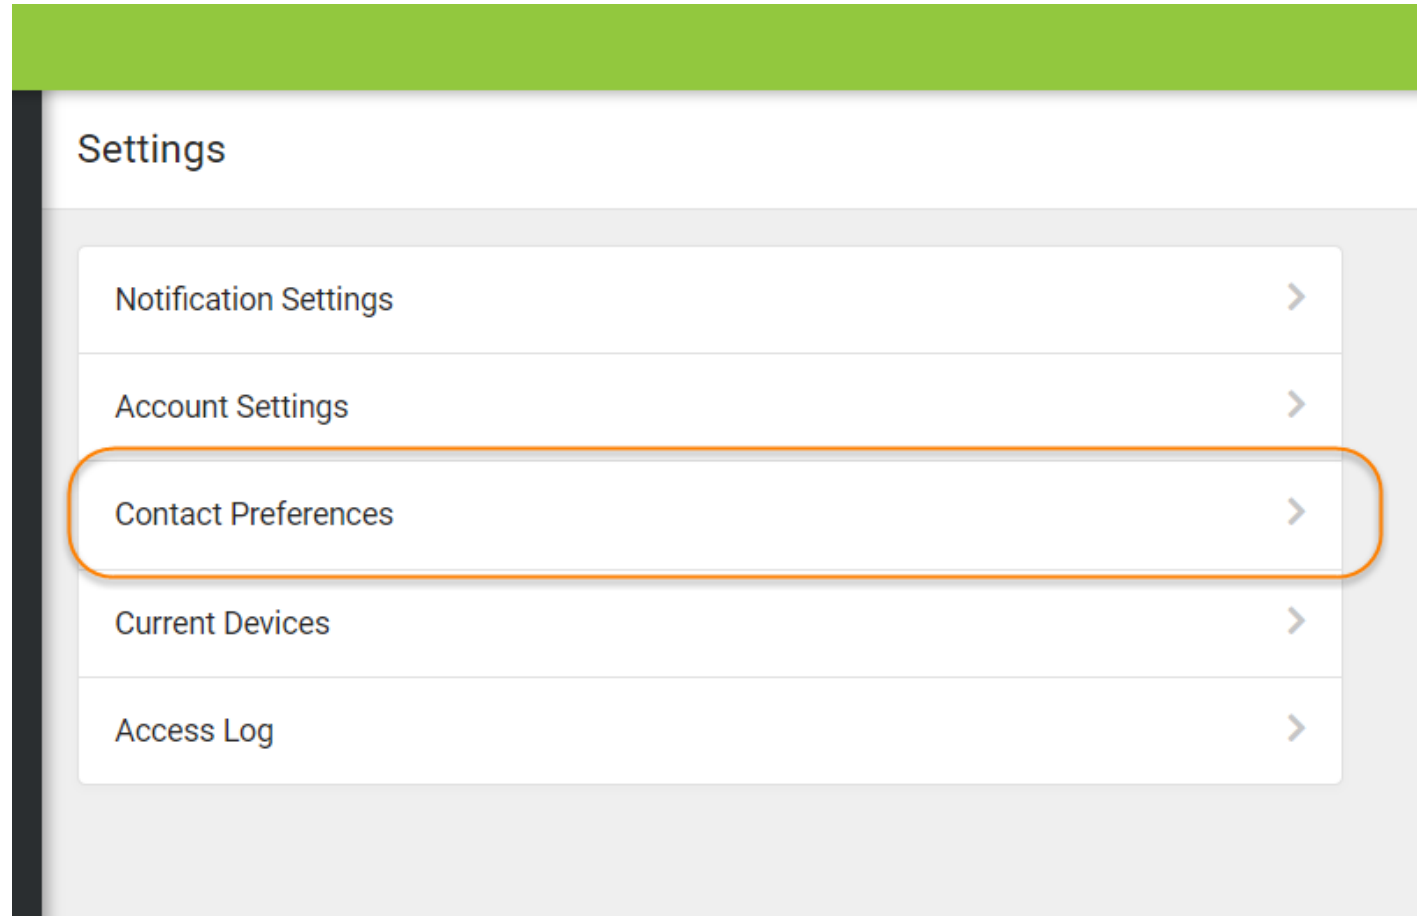 Settings
Notification Settings
Account Settings
Contact Preferences
Current Devices
Access Log